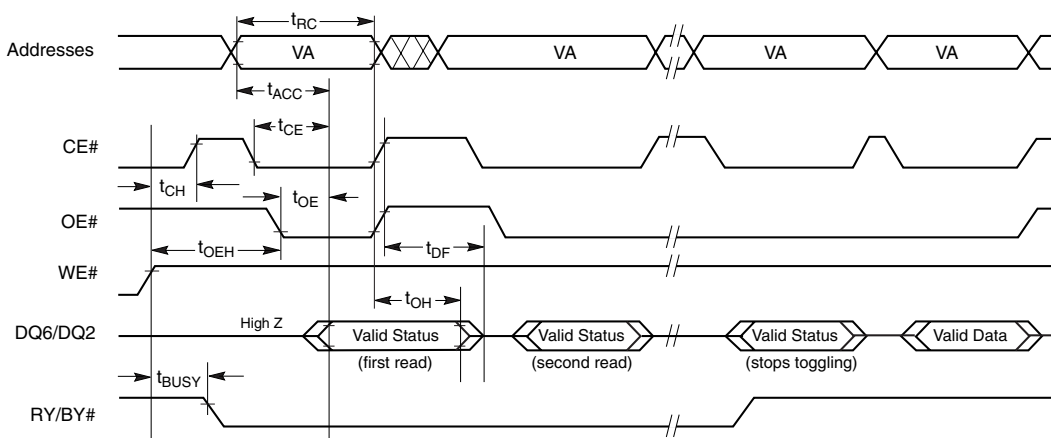 tRC
Addresses VA VA VA VA
tACC
tCE
CE#
tCH tOE
OE#
tOEH tDF
WE#
tOH
High Z
DQ6/DQ2 Valid Status Valid Status Valid Status Valid Data
(first read) (second read) (stops toggling)
tBUSY
RY/BY#